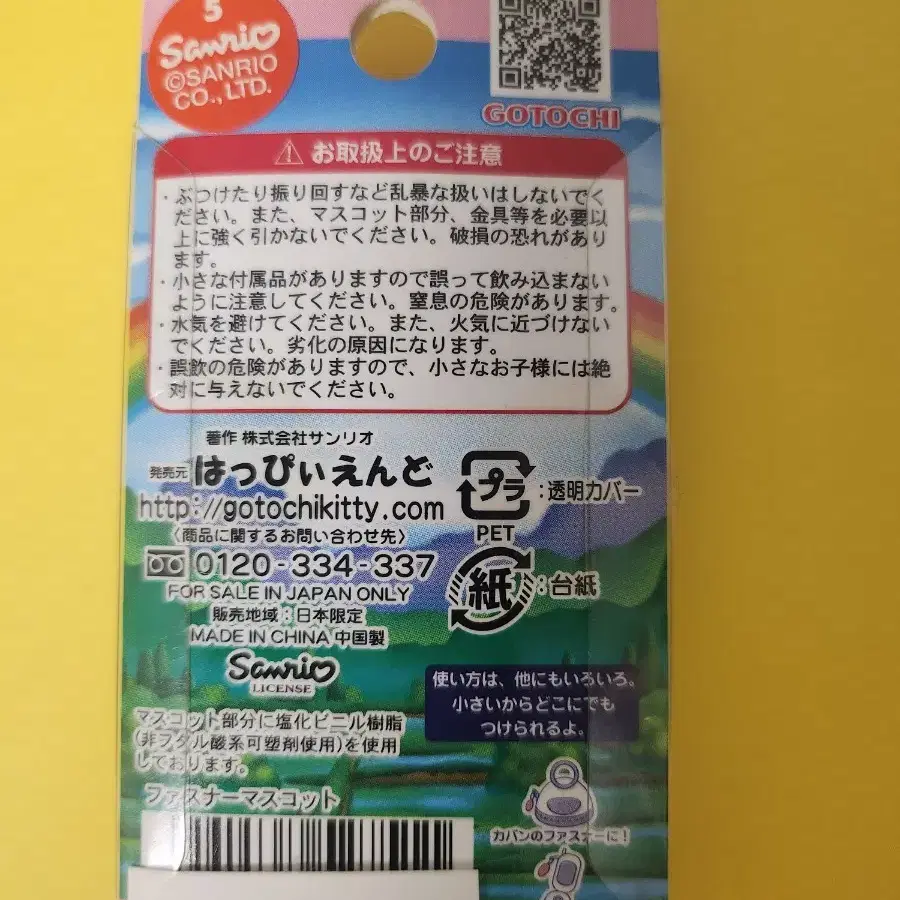 5
Sanrio
©SANRIO
CO., LTD.
GOTOCHI
お取扱上のご注意
・ぶつけたり振り回すなど乱暴な扱いはしないでく
ださい。また、マスコット部分、金具等を必要以
上に強く引かないでください。破損の恐れがあり
ます。
・小さな付属品がありますので誤って飲み込まない
ように注意してください。窒息の危険があります。
・水気を避けてください。また、火気に近づけない
でください。劣化の原因になります。
・誤飲の危険がありますので、小さなお子様には絶
対に与えないでください。
著作 株式会社サンリオ
発売元 はっぴぃえんど
http://gotochikitty.com
〈商品に関するお問い合わせ先〉
0120-334-337
FOR SALE IN JAPAN ONLY
販売地域：日本限定
MADE IN CHINA 中国製
Sanrio
LICENSE
プラ：透明カバー
PET
紙：台紙
マスコット部分に塩化ビニル樹脂
(非フタル酸系可塑剤使用)を使用
しております。
ファスナーマスコット
使い方は、他にもいろいろ。
小さいからどこにでも
つけられるよ。
カバンのファスナーに！